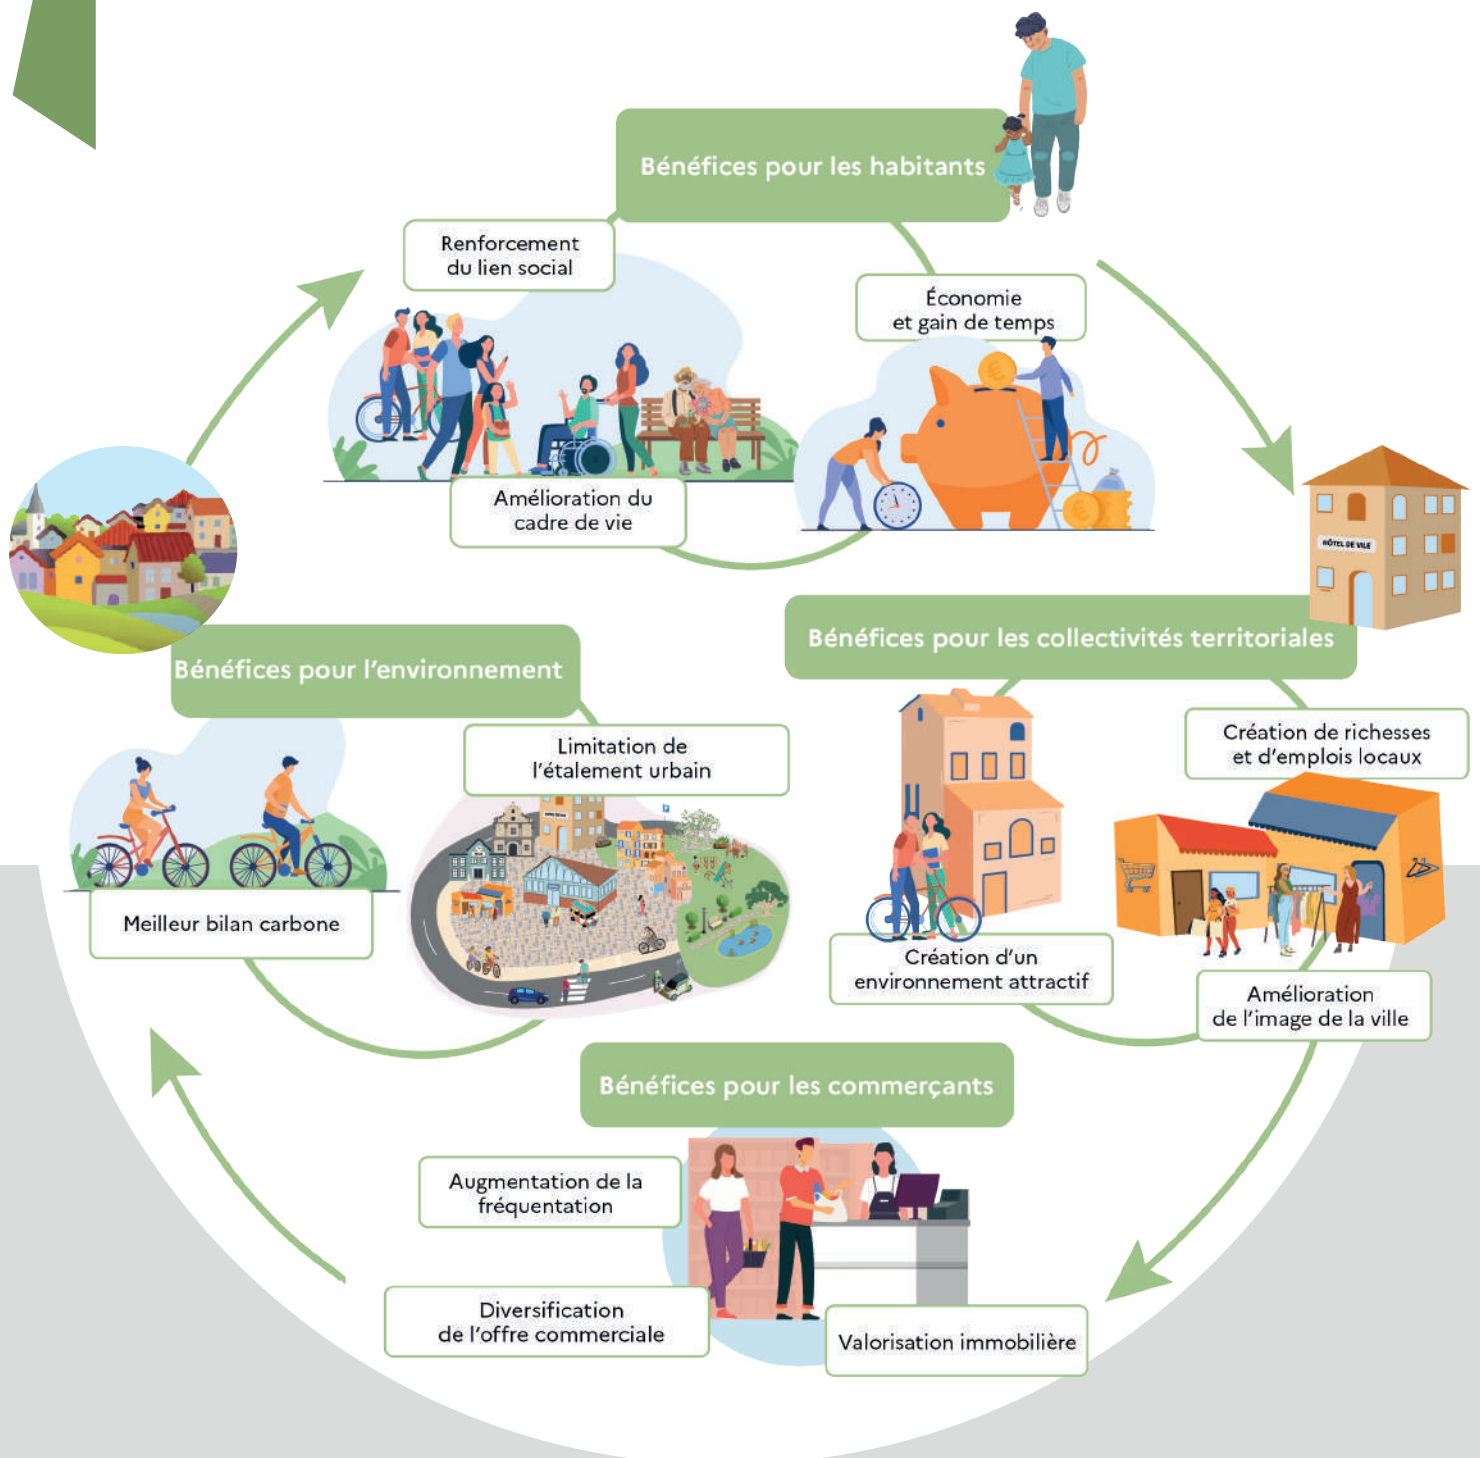 Bénéfices pour les habitants
Renforcement
du lien social
Économie
et gain de temps
Amélioration du
cadre de vie
HÔTEL DE VILE
Bénéfices pour les collectivités territoriales
Création de richesses
et d'emplois locaux
Création d'un
environnement attractif
Amélioration
de l'image de la ville
Bénéfices pour l'environnement
Limitation de
l'étalement urbain
Meilleur bilan carbone
Bénéfices pour les commerçants
Augmentation de la
fréquentation
Diversification
de l'offre commerciale
Valorisation immobilière